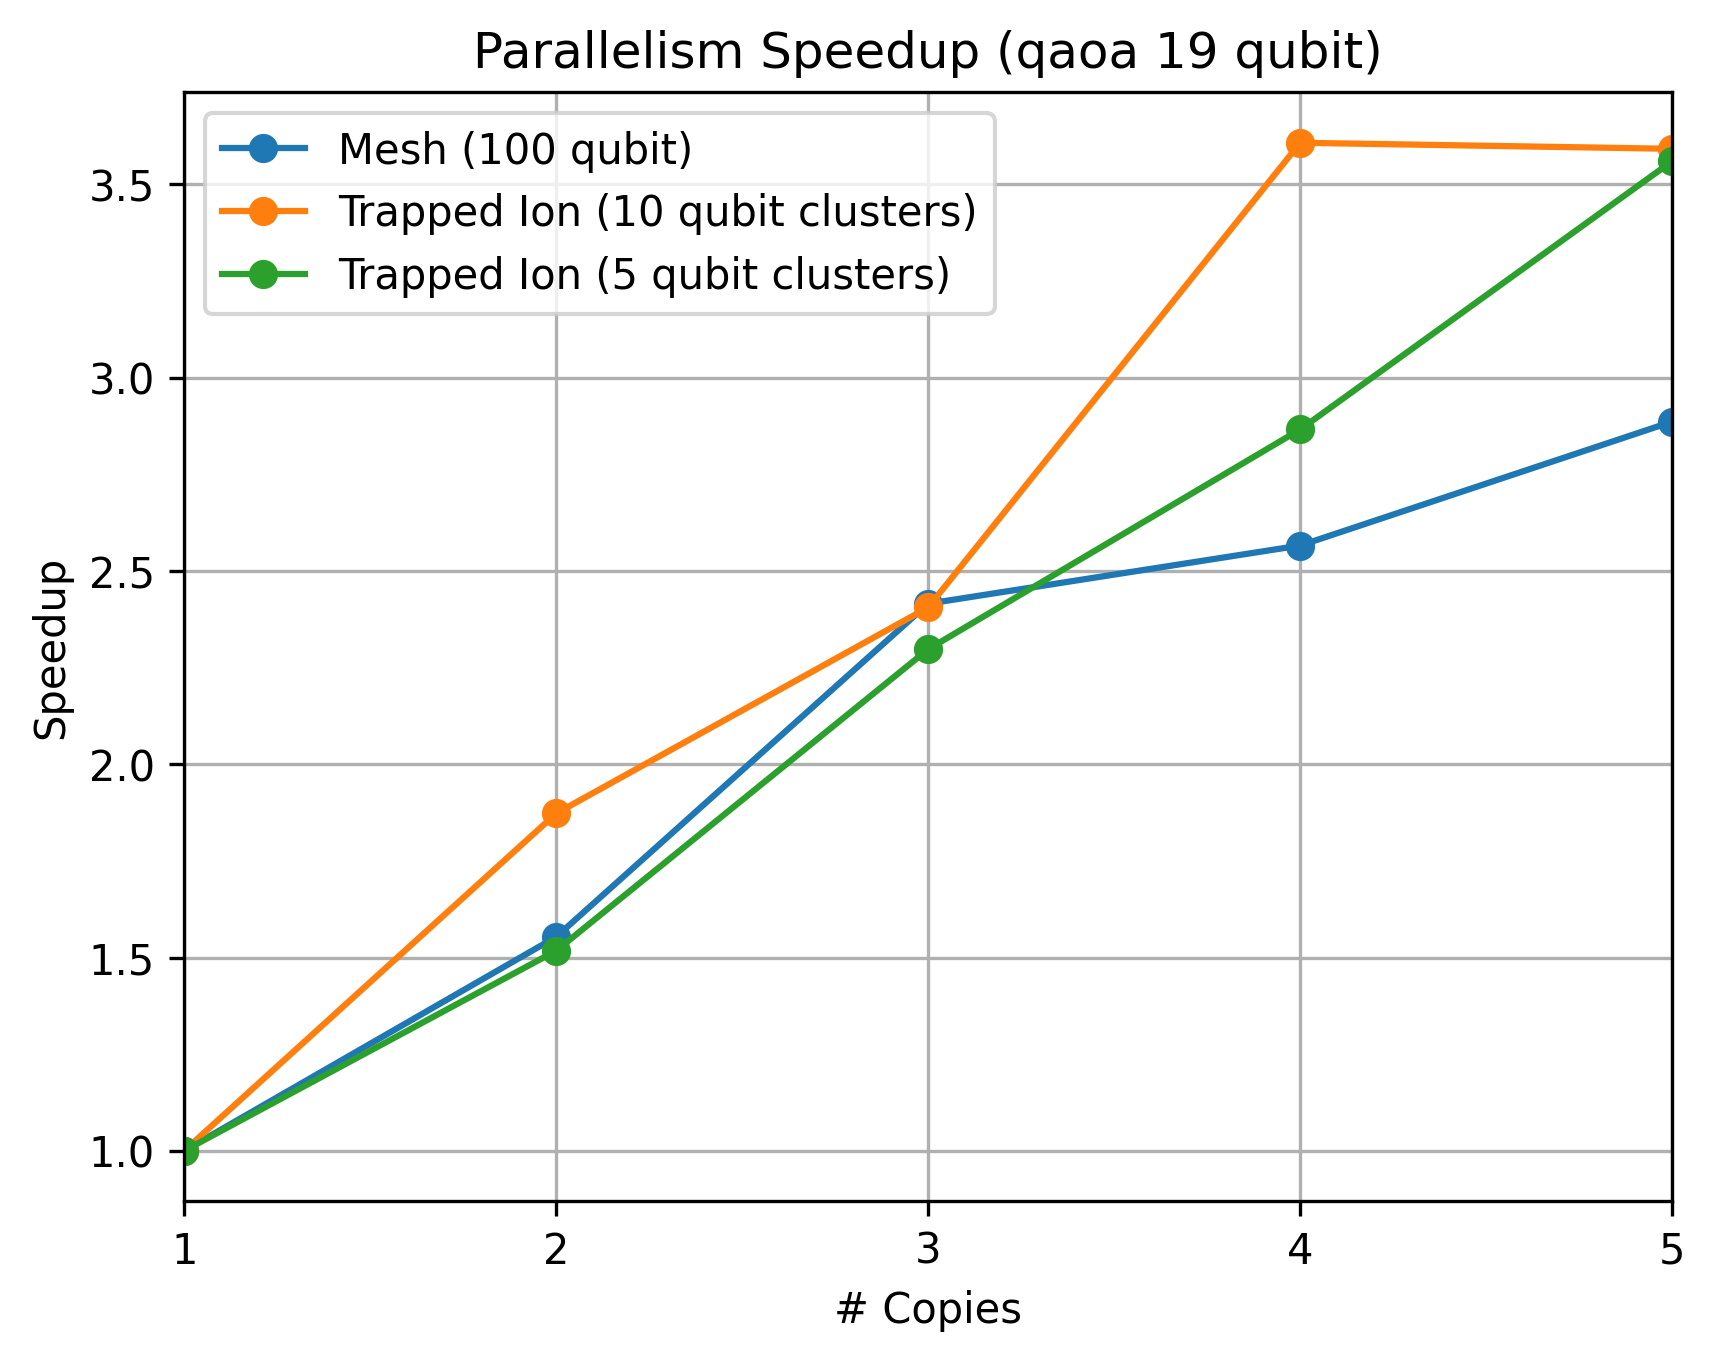 Parallelism Speedup (qaoa 19 qubit)
Mesh (100 qubit)
Trapped Ion (10 qubit clusters)
Trapped Ion (5 qubit clusters)
Speedup
3.5
3.0
2.5
2.0
1.5
1.0
1 2 3 4 5
# Copies